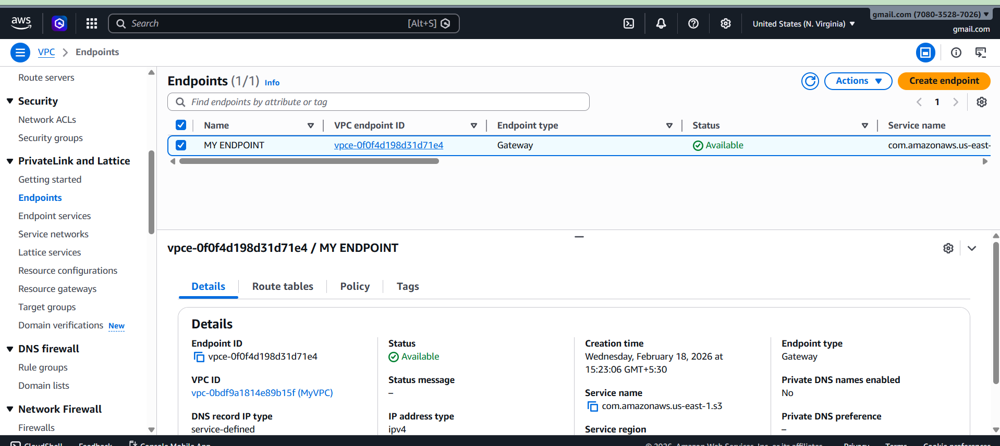 aws
Search
[Alt+S]
United States (N. Virginia)
gmail.com (7080-3528-7026)
gmail.com
VPC
Endpoints
Route servers
Security
Network ACLs
Security groups
PrivateLink and Lattice
Getting started
Endpoints
Endpoint services
Service networks
Lattice services
Resource configurations
Resource gateways
Target groups
Domain verifications New
DNS firewall
Rule groups
Domain lists
Network Firewall
Firewalls
Endpoints (1/1) Info
Actions
Create endpoint
Find endpoints by attribute or tag
1
Name VPC endpoint ID Endpoint type Status Service name
MY ENDPOINT vpce-0f0f4d198d31d71e4 Gateway Available com.amazonaws.us-east-
vpce-0f0f4d198d31d71e4 / MY ENDPOINT
Details Route tables Policy Tags
Details
Endpoint ID
vpce-0f0f4d198d31d71e4
VPC ID
vpc-0bdf9a1814e89b15f (MyVPC)
DNS record IP type
service-defined
Status
Available
Status message
–
IP address type
ipv4
Creation time
Wednesday, February 18, 2026 at
15:23:06 GMT+5:30
Service name
com.amazonaws.us-east-1.s3
Service region
Endpoint type
Gateway
Private DNS names enabled
No
Private DNS preference
–
CloudShell Feedback Console Mobile App © 2026, Amazon Web Services, Inc. or its affiliates. Privacy Terms Cookie preferences